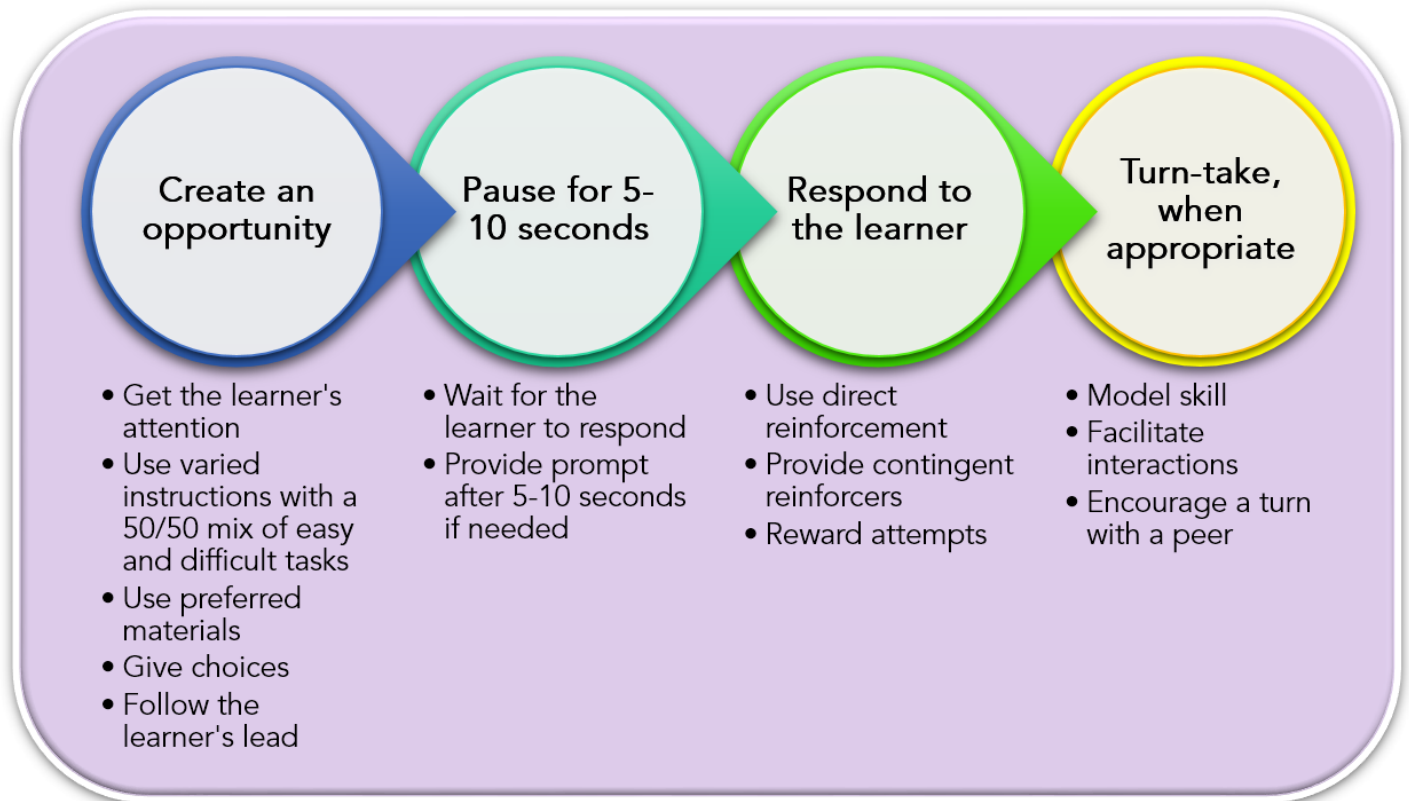 Create an
opportunity
• Get the learner's
attention
• Use varied
instructions with a
50/50 mix of easy
and difficult tasks
• Use preferred
materials
• Give choices
• Follow the
learner's lead
Pause for 5-
10 seconds
• Wait for the
learner to respond
• Provide prompt
after 5-10 seconds
if needed
Respond to
the learner
• Use direct
reinforcement
• Provide contingent
reinforcers
• Reward attempts
Turn-take,
when
appropriate
• Model skill
• Facilitate
interactions
• Encourage a turn
with a peer